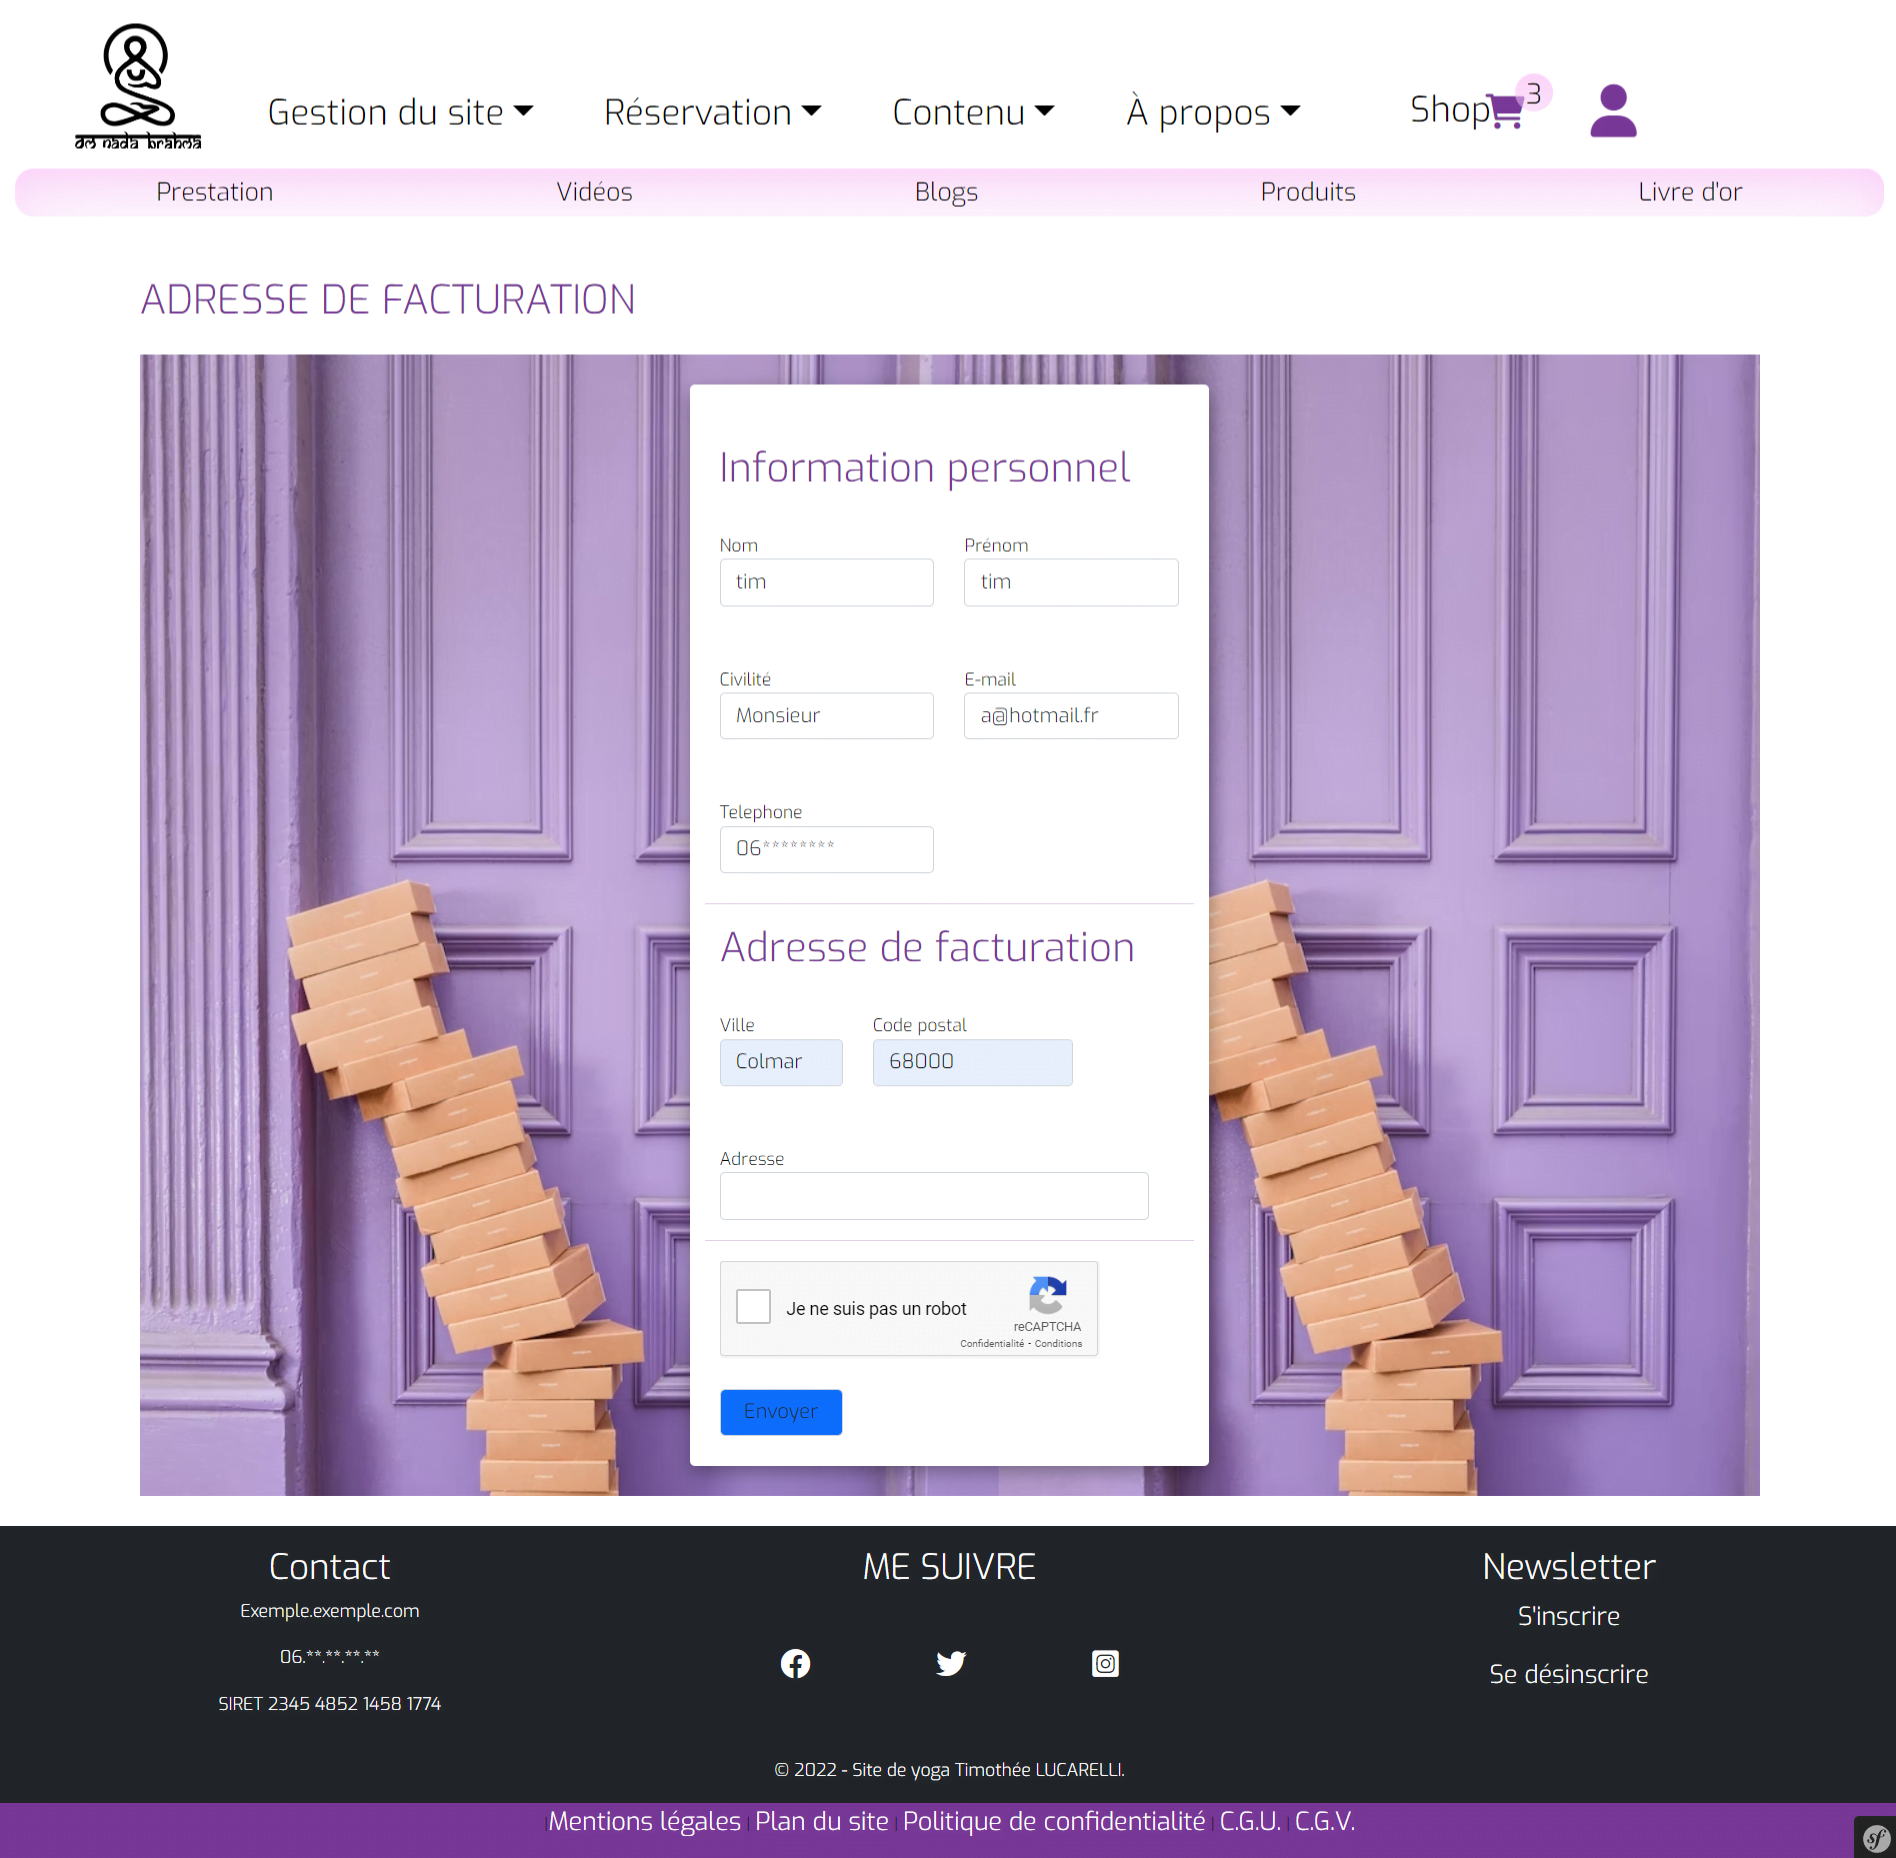 om nada brahma
Gestion du site
Réservation
Contenu
À propos
Shop
3
Prestation
Vidéos
Blogs
Produits
Livre d'or
ADRESSE DE FACTURATION
Information personnel
Nom
Prénom
tim
tim
Civilité
E-mail
Monsieur
a@hotmail.fr
Telephone
06********
Adresse de facturation
Ville
Code postal
Colmar
68000
Adresse
Je ne suis pas un robot
reCAPTCHA
Confidentialité - Conditions
Envoyer
Contact
ME SUIVRE
Newsletter
Exemple.exemple.com
S'inscrire
06.**.**.**.**
Se désinscrire
SIRET 2345 4852 1458 1774
© 2022 - Site de yoga Timothée LUCARELLI.
|Mentions légales | Plan du site | Politique de confidentialité | C.G.U. | C.G.V.
sf